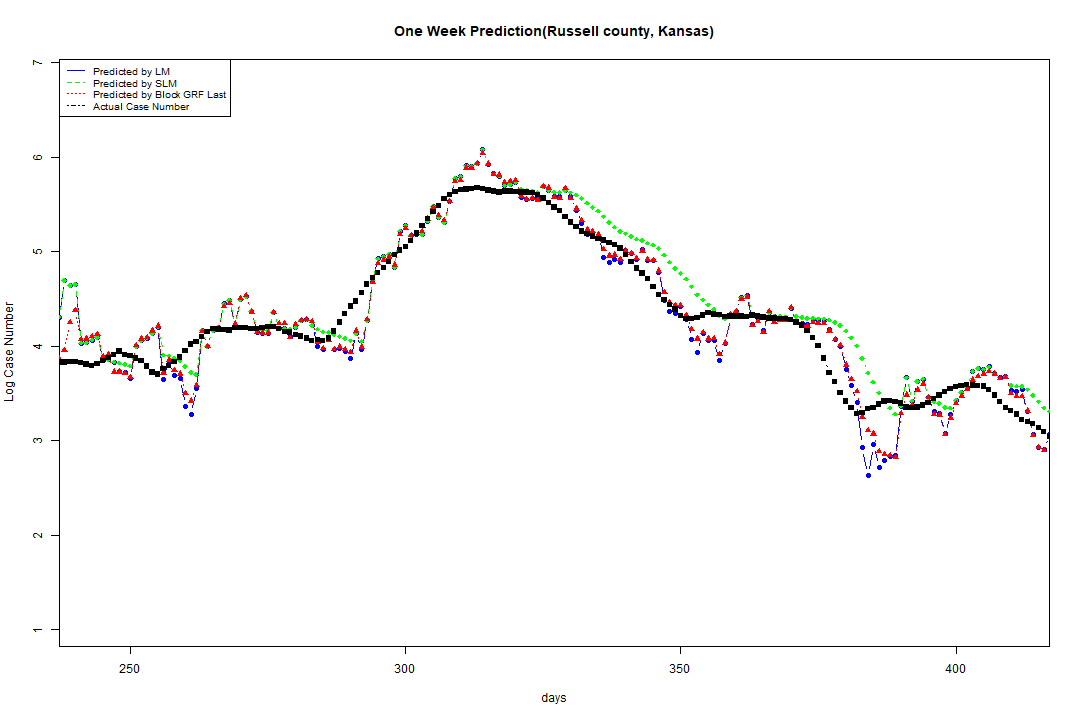 One Week Prediction(Russell county, Kansas)
Predicted by LM
Predicted by SLM
Predicted by Block GRF Last
Actual Case Number
7
6
5
4
3
2
1
Log Case Number
250
300
350
400
days